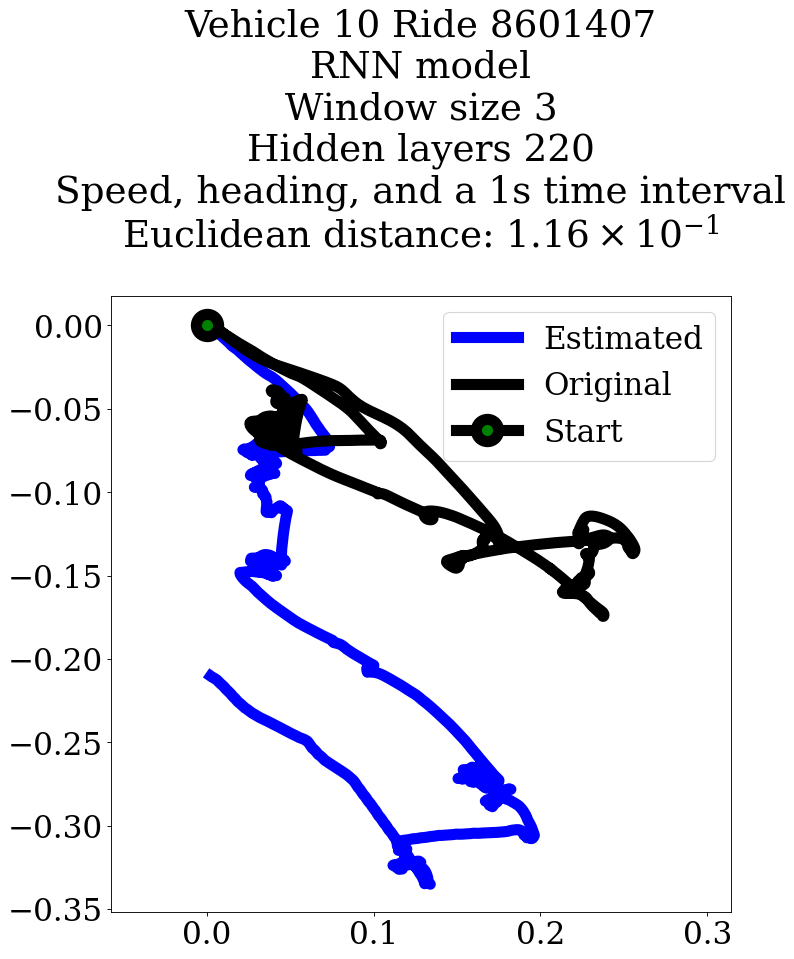 Vehicle 10 Ride 8601407
RNN model
Window size 3
Hidden layers 220
Speed, heading, and a 1s time interval
Euclidean distance: 1.16 × 10⁻¹
Estimated
Original
Start
0.00
−0.05
−0.10
−0.15
−0.20
−0.25
−0.30
−0.35
0.0 0.1 0.2 0.3